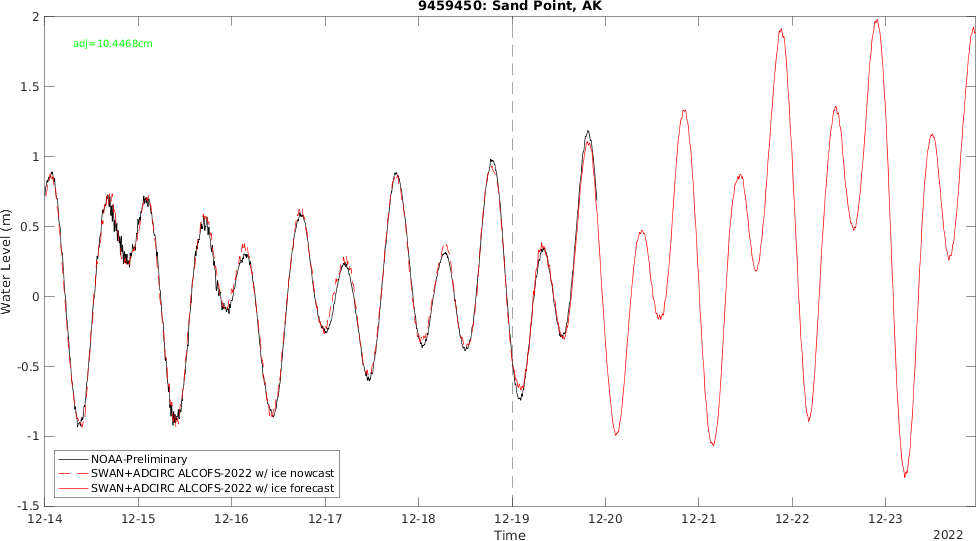 9459450: Sand Point, AK
adj=10.4468cm
Water Level (m)
2
1.5
1
0.5
0
-0.5
-1
-1.5
NOAA-Preliminary
SWAN+ADCIRC ALCOFS-2022 w/ ice nowcast
SWAN+ADCIRC ALCOFS-2022 w/ ice forecast
12-14 12-15 12-16 12-17 12-18 12-19 12-20 12-21 12-22 12-23
Time
2022